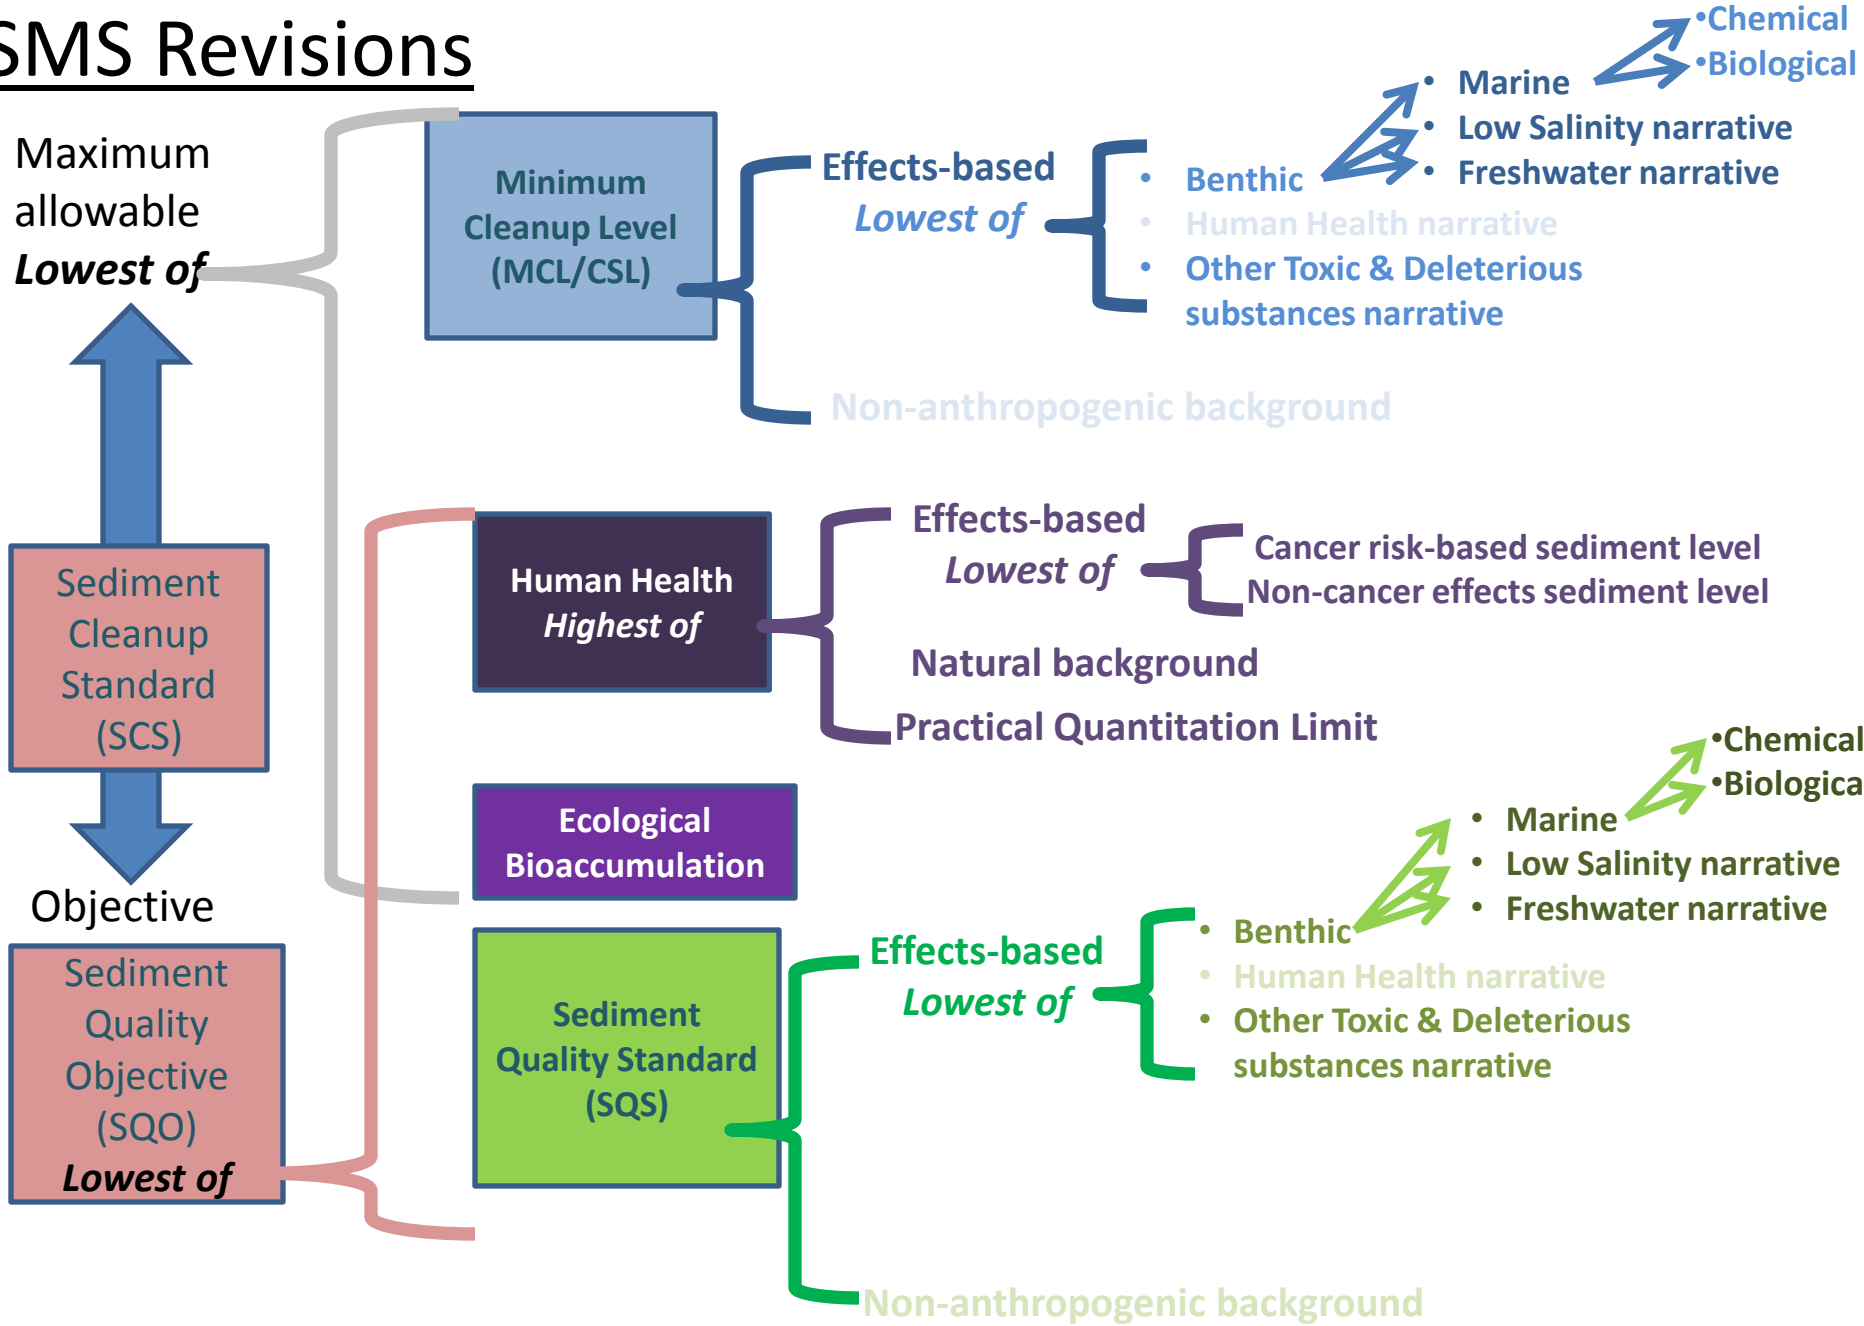 SMS Revisions
Maximum
allowable
Lowest of
Sediment
Cleanup
Standard
(SCS)
Objective
Sediment
Quality
Objective
(SQO)
Lowest of
Minimum
Cleanup Level
(MCL/CSL)
Effects-based
Lowest of
• Benthic
• Human Health narrative
• Other Toxic & Deleterious
substances narrative
• Marine
• Low Salinity narrative
• Freshwater narrative
•Chemical
•Biological
Non-anthropogenic background
Human Health
Highest of
Effects-based
Lowest of
Cancer risk-based sediment level
Non-cancer effects sediment level
Natural background
Practical Quantitation Limit
Ecological
Bioaccumulation
Sediment
Quality Standard
(SQS)
Effects-based
Lowest of
• Benthic
• Human Health narrative
• Other Toxic & Deleterious
substances narrative
• Marine
• Low Salinity narrative
• Freshwater narrative
•Chemical
•Biologica
Non-anthropogenic background